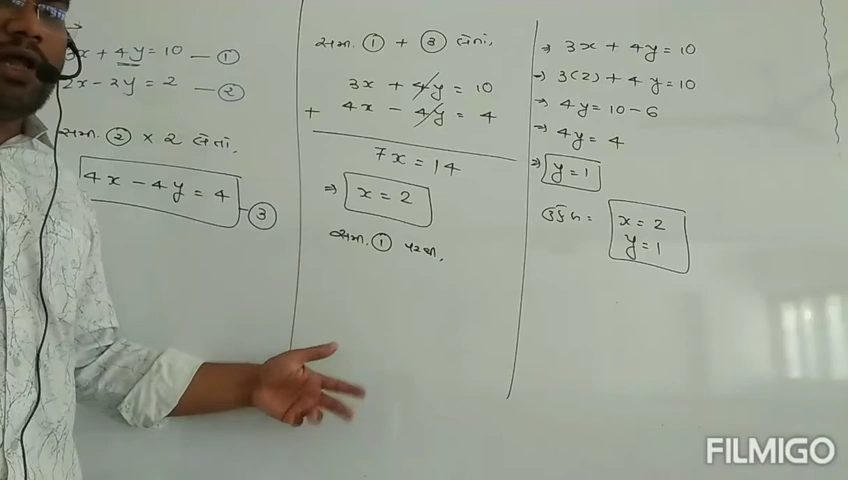 3x + 4y = 10 — ①
2x - 2y = 2 — ②
સમી. ② × 2 લેતાં,
4x - 4y = 4 — ③
સમી. ① + ③ લેતાં,
3x + 4y = 10
+ 4x - 4y = 4
7x = 14
⇒ x = 2
સમી. ① પરથી,
⇒ 3x + 4y = 10
⇒ 3(2) + 4y = 10
⇒ 4y = 10 - 6
⇒ 4y = 4
⇒ y = 1
ઉકેલ = x = 2
y = 1
FILMIGO